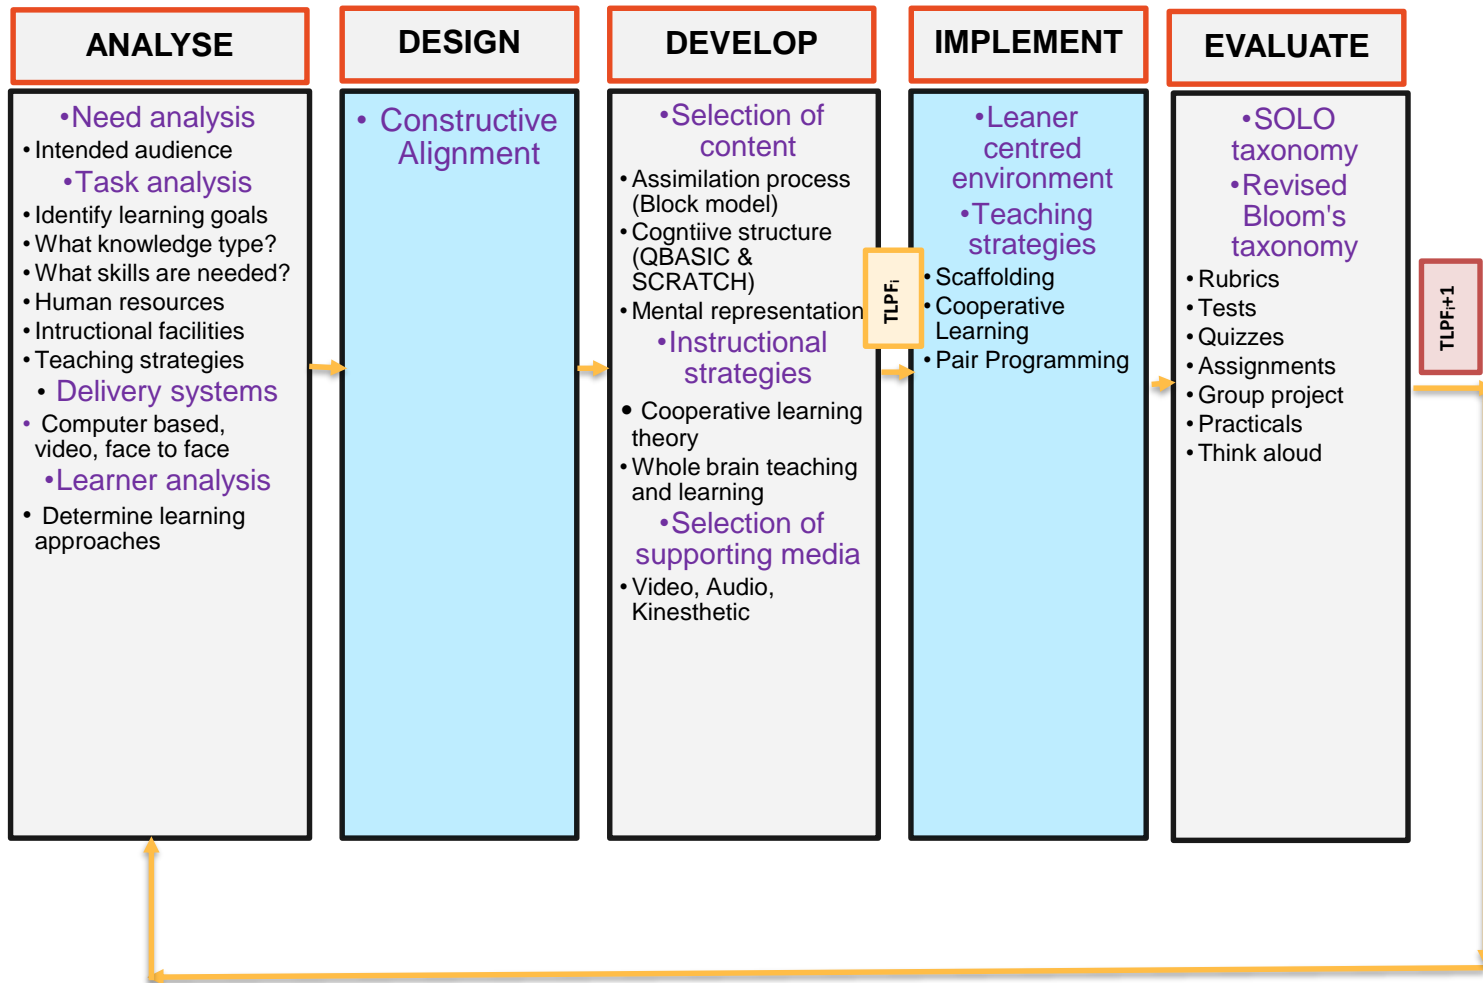 ANALYSE
•Need analysis
•Intended audience
•Task analysis
•Identify learning goals
•What knowledge type?
•What skills are needed?
•Human resources
•Intructional facilities
•Teaching strategies
• Delivery systems
• Computer based,
video, face to face
•Learner analysis
• Determine learning
approaches
DESIGN
• Constructive
Alignment
DEVELOP
•Selection of
content
•Assimilation process
(Block model)
•Cogntiive structure
(QBASIC &
SCRATCH)
•Mental representation
•Instructional
strategies
• Cooperative learning
theory
•Whole brain teaching
and learning
•Selection of
supporting media
•Video, Audio,
Kinesthetic
TLPFi
IMPLEMENT
•Leaner
centred
environment
•Teaching
strategies
•Scaffolding
•Cooperative
Learning
•Pair Programming
EVALUATE
•SOLO
taxonomy
•Revised
Bloom's
taxonomy
•Rubrics
•Tests
•Quizzes
•Assignments
•Group project
•Practicals
•Think aloud
TLPFi+1